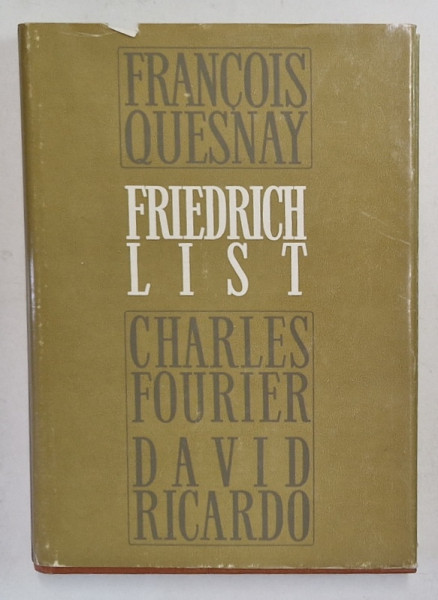 FRANÇOIS
QUESNAY
FRIEDRICH
LIST
CHARLES
FOURIER
DAVID
RICARDO